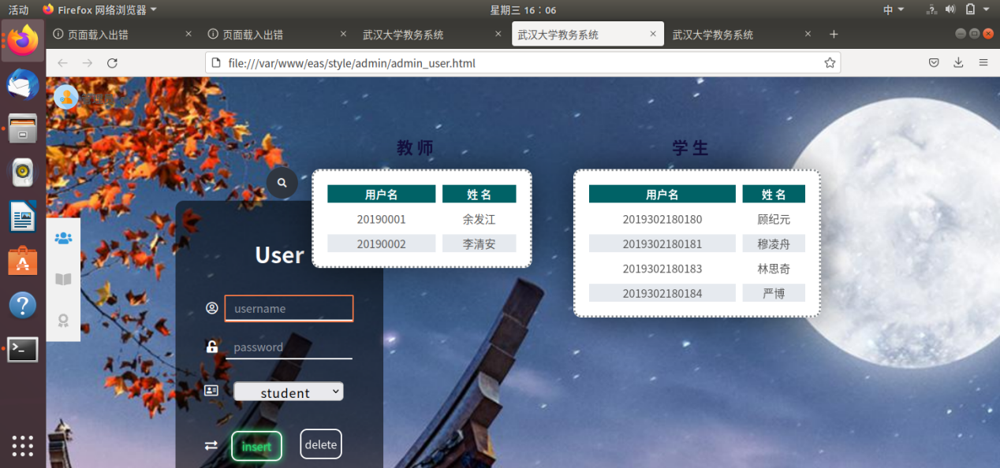 活动 Firefox 网络浏览器 星期三 16：06 中
页面载入出错 页面载入出错 武汉大学教务系统 武汉大学教务系统 武汉大学教务系统
file:///var/www/eas/style/admin/admin_user.html
教 师
用户名 姓 名
20190001 余发江
20190002 李清安
学 生
用户名 姓 名
2019302180180 顾纪元
2019302180181 穆凌舟
2019302180183 林思奇
2019302180184 严博
User
username
password
student
insert delete